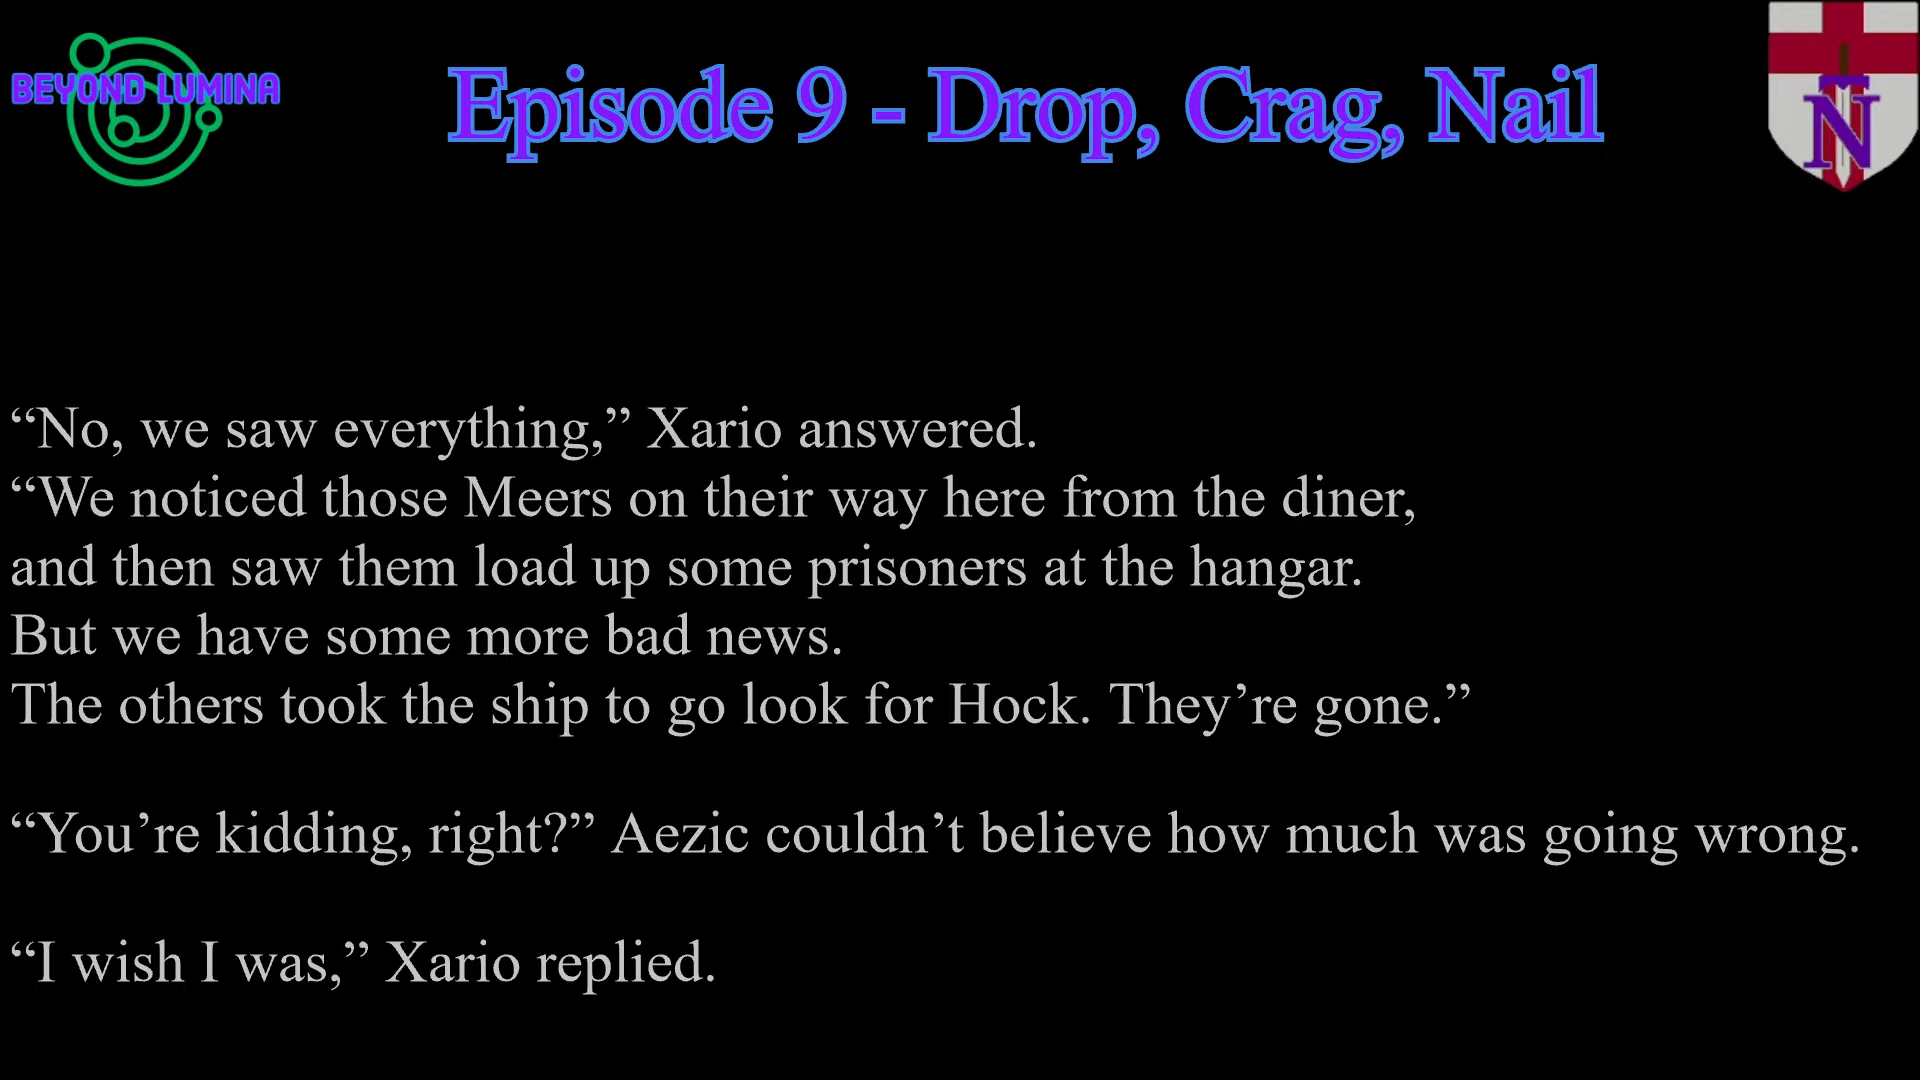 BEYOND LUMINA
Episode 9 - Drop, Crag, Nail
N
“No, we saw everything,” Xario answered.
“We noticed those Meers on their way here from the diner,
and then saw them load up some prisoners at the hangar.
But we have some more bad news.
The others took the ship to go look for Hock. They’re gone.”
“You’re kidding, right?” Aezic couldn’t believe how much was going wrong.
“I wish I was,” Xario replied.